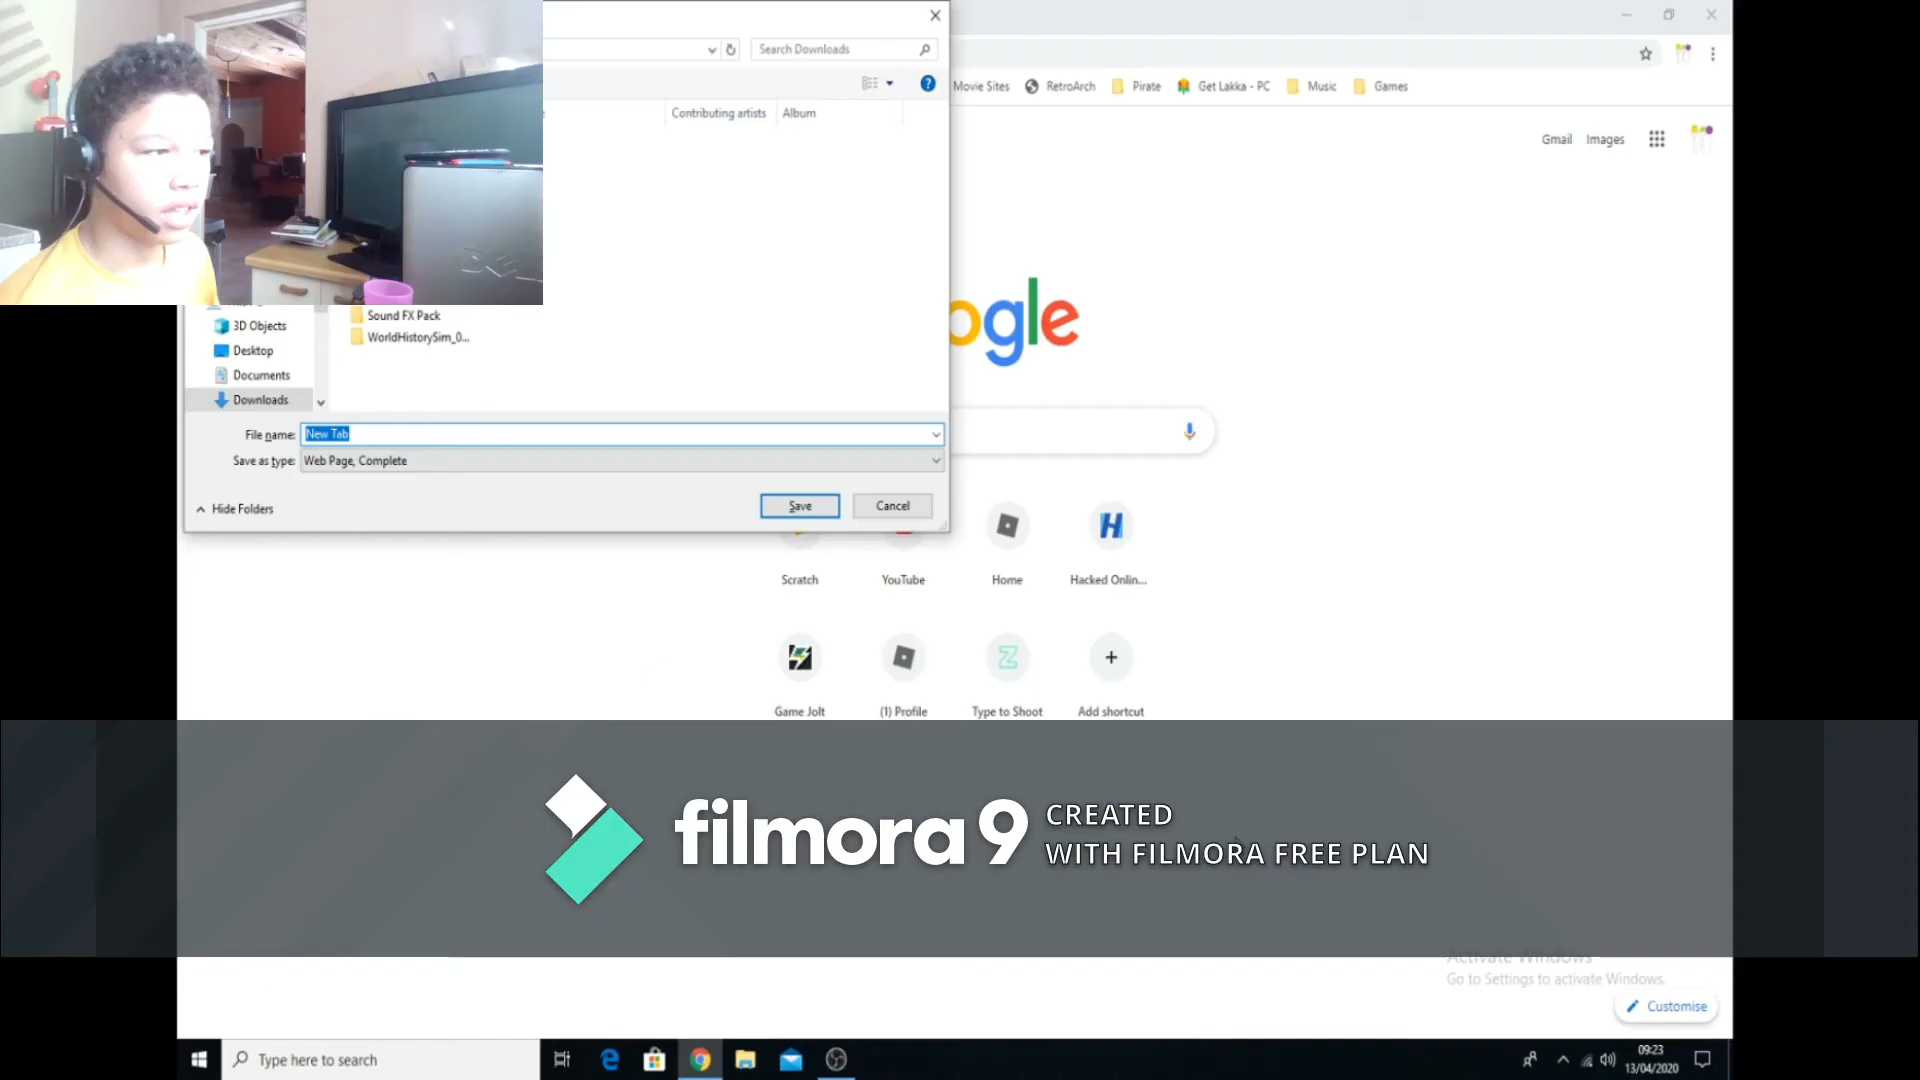 Search Downloads
Movie Sites
RetroArch
Pirate
Get Lakka - PC
Music
Games
Contributing artists
Album
Gmail
Images
Sound FX Pack
WorldHistorySim_0...
3D Objects
Desktop
Documents
Downloads
File name:
New Tab
Save as type:
Web Page, Complete
Hide Folders
Save
Cancel
ogle
Scratch
YouTube
Home
Hacked Onlin...
Game Jolt
(1) Profile
Type to Shoot
Add shortcut
filmora9
CREATED
WITH FILMORA FREE PLAN
Activate Windows
Go to Settings to activate Windows.
Customise
Type here to search
09:23
13/04/2020